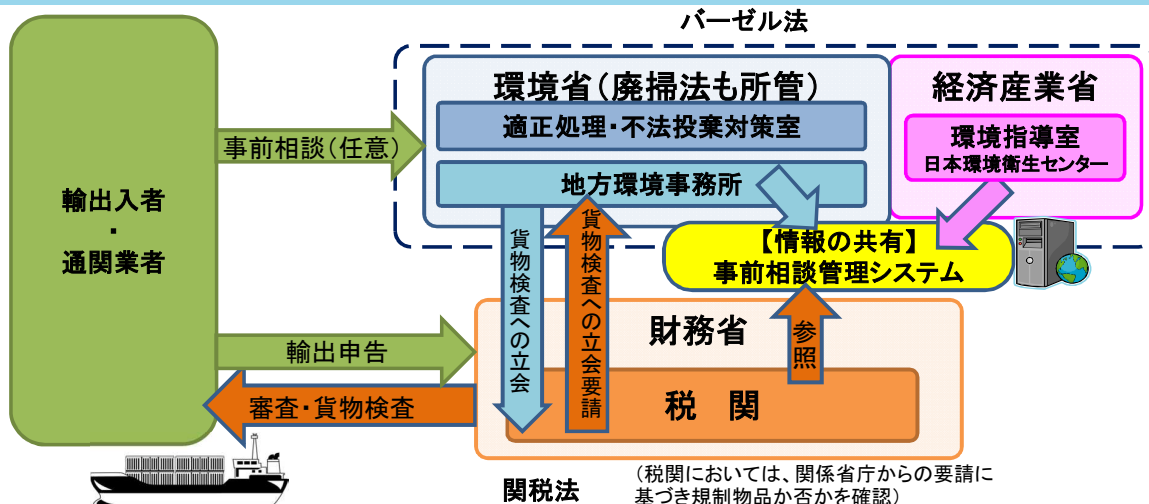 バーゼル法
環境省(廃掃法も所管)
適正処理・不法投棄対策室
地方環境事務所
経済産業省
環境指導室
日本環境衛生センター
事前相談(任意)
輸出入者
・
通関業者
【情報の共有】
事前相談管理システム
貨物検査への立会
貨物検査への立会要請
参照
財務省
税 関
輸出申告
審査・貨物検査
関税法
(税関においては、関係省庁からの要請に
基づき規制物品か否かを確認)